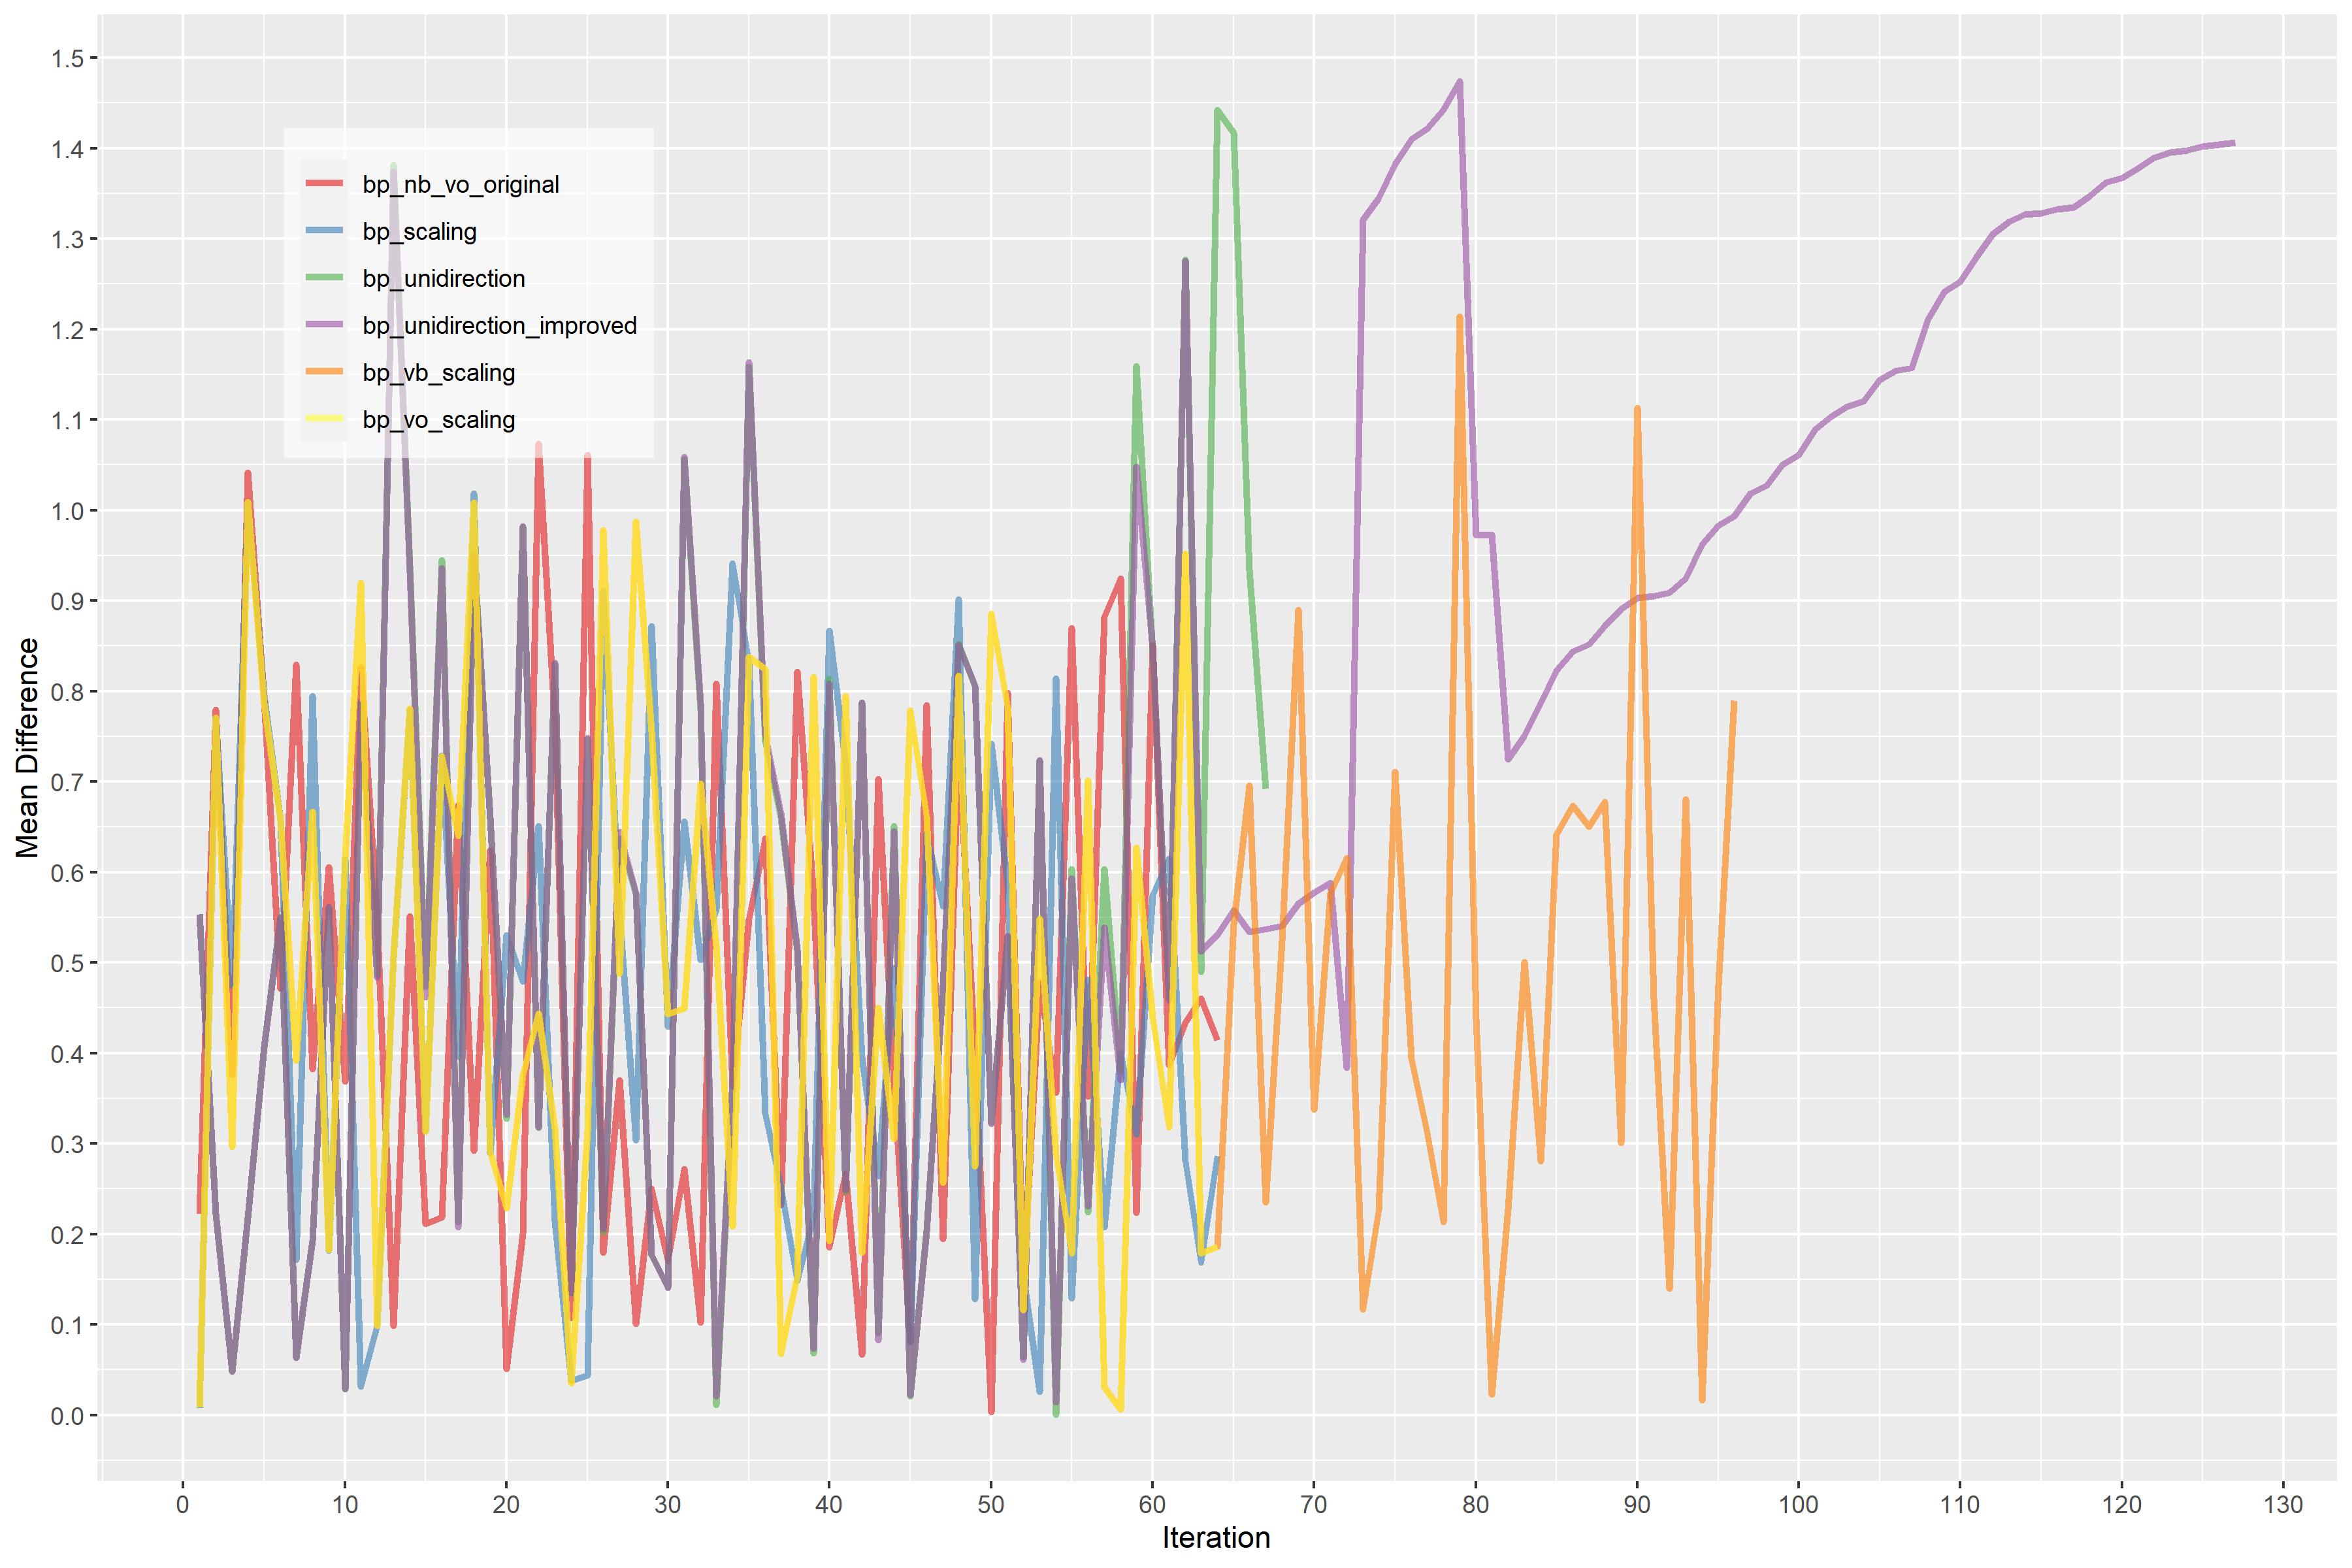 1.5
1.4
1.3
1.2
1.1
1.0
0.9
0.8
0.7
0.6
0.5
0.4
0.3
0.2
0.1
0.0
Mean Difference
bp_nb_vo_original
bp_scaling
bp_unidirection
bp_unidirection_improved
bp_vb_scaling
bp_vo_scaling
0 10 20 30 40 50 60 70 80 90 100 110 120 130
Iteration